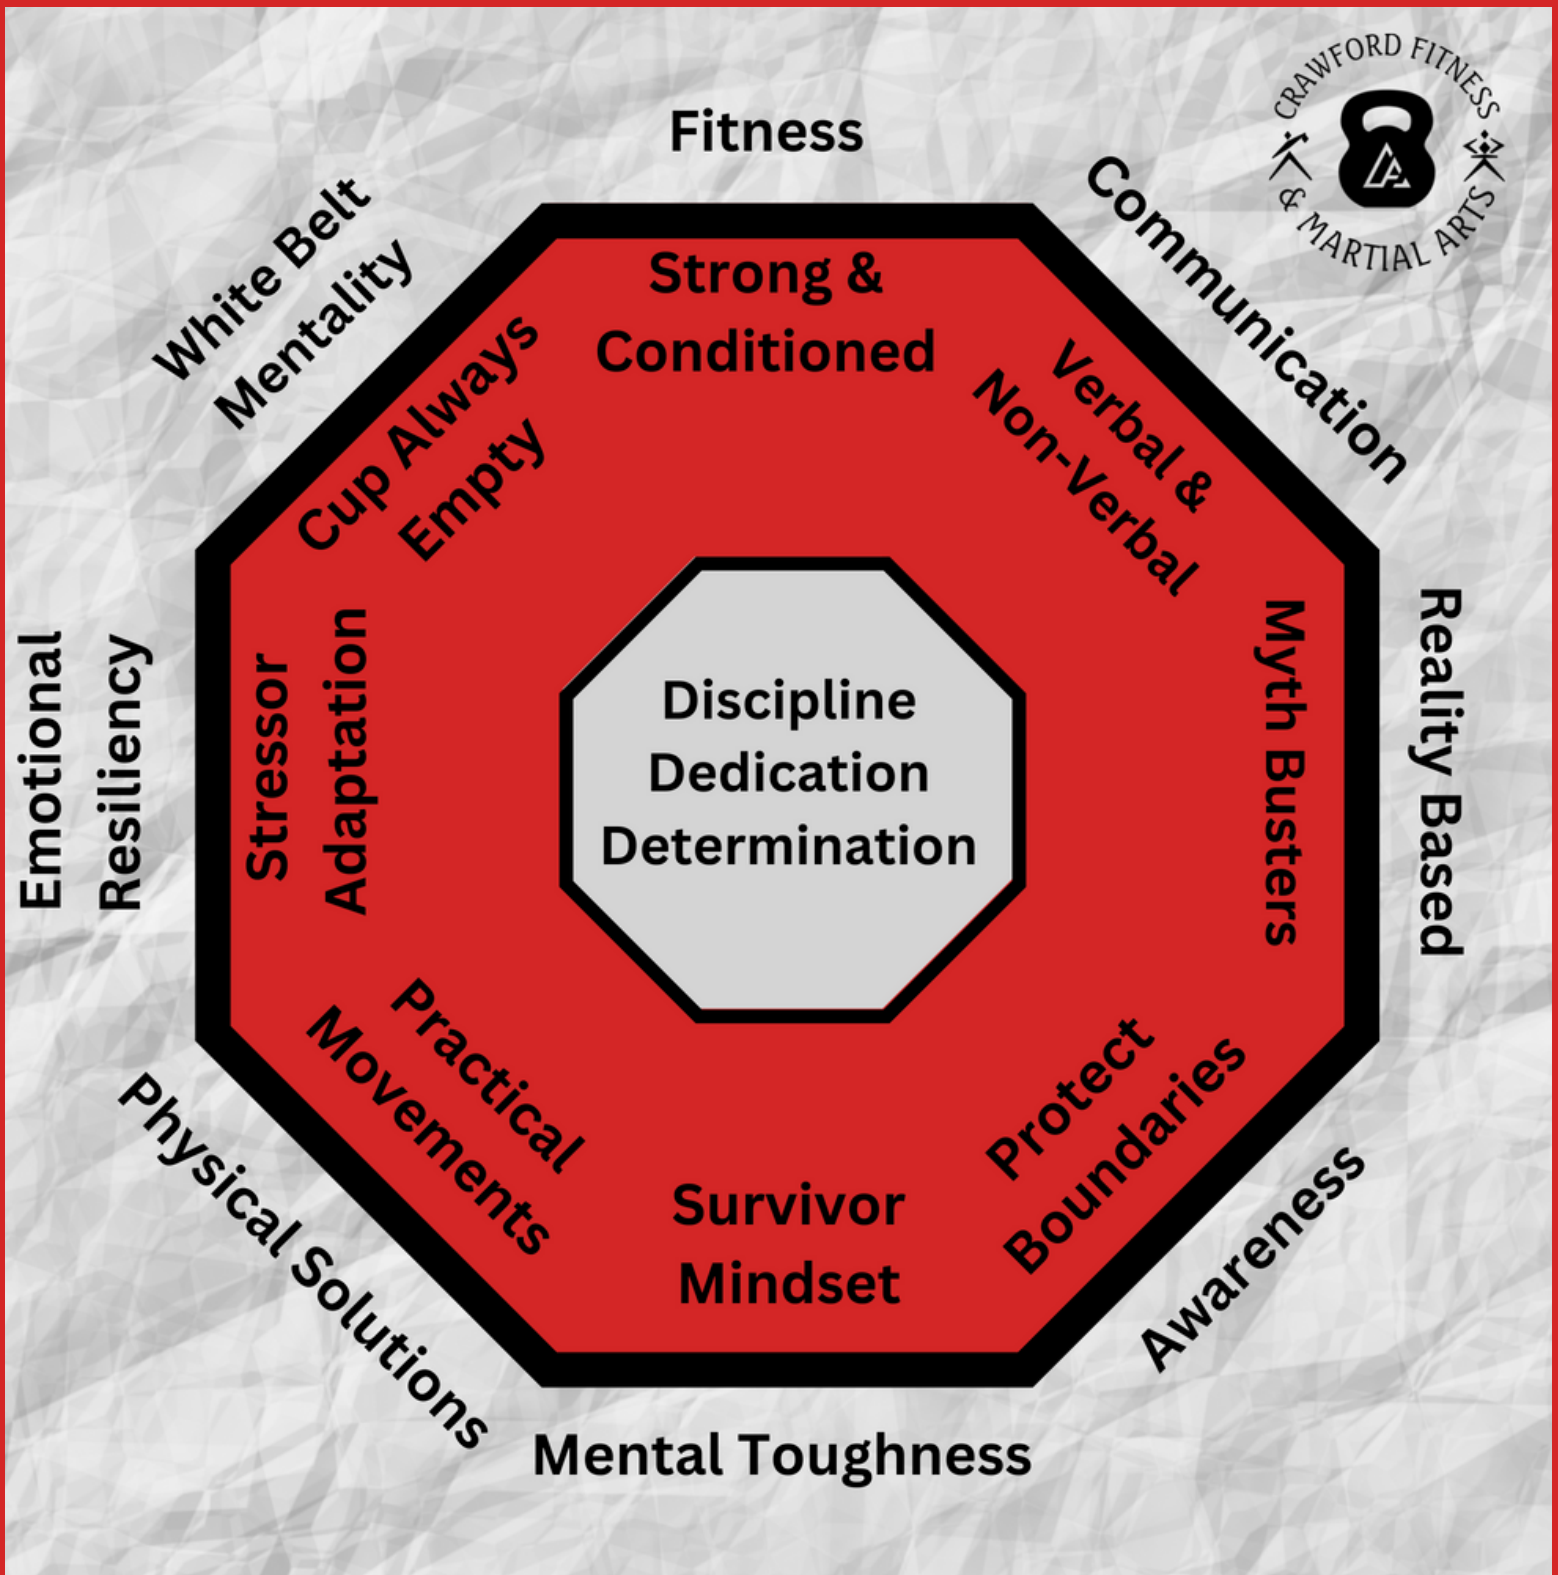 CRAWFORD FITNESS
& MARTIAL ARTS
Fitness
Communication
Reality Based
Awareness
Mental Toughness
Physical Solutions
Emotional
Resiliency
White Belt
Mentality
Strong &
Conditioned
Verbal &
Non-Verbal
Myth Busters
Protect
Boundaries
Survivor
Mindset
Practical
Movements
Stressor
Adaptation
Cup Always
Empty
Discipline
Dedication
Determination